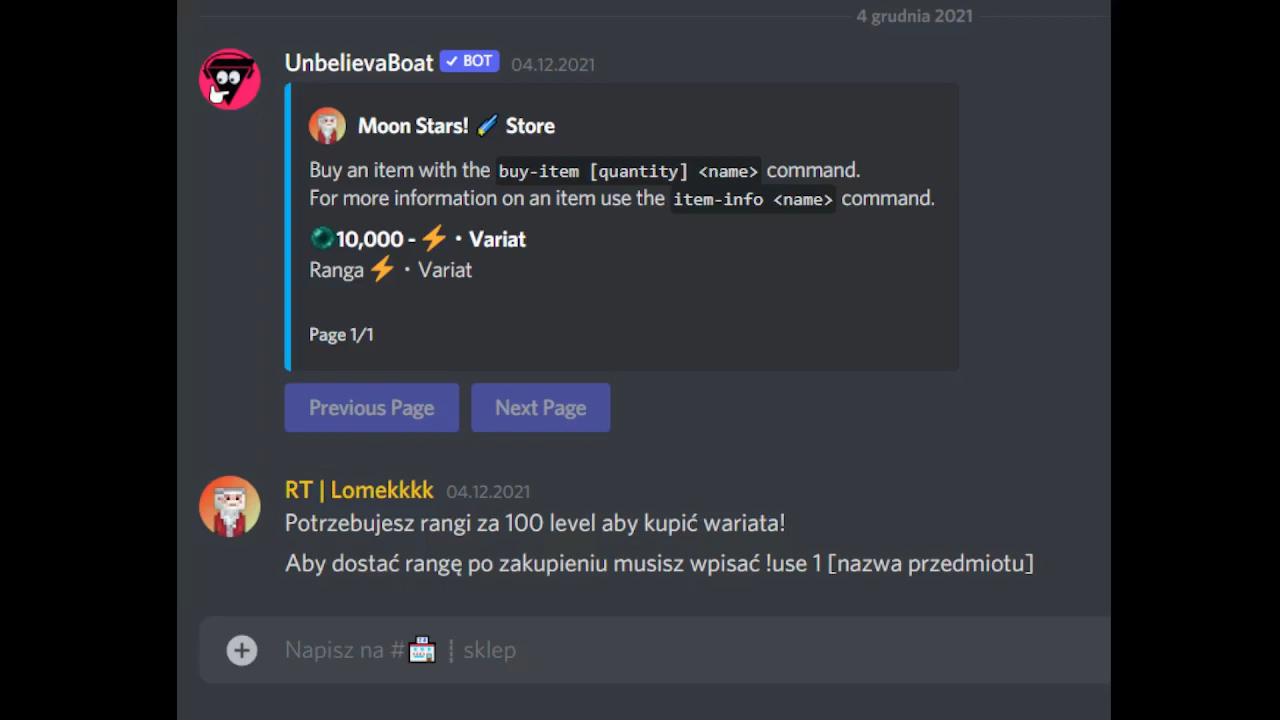 4 grudnia 2021
UnbelievaBoat ✓ BOT 04.12.2021
Moon Stars! ☄️ Store
Buy an item with the buy-item [quantity] <name> command.
For more information on an item use the item-info <name> command.
10,000 - ⚡ • Variat
Ranga ⚡ • Variat
Page 1/1
Previous Page Next Page
RT | Lomekkkk 04.12.2021
Potrzebujesz rangi za 100 level aby kupić wariata!
Aby dostać rangę po zakupieniu musisz wpisać !use 1 [nazwa przedmiotu]
Napisz na #🏪┋sklep